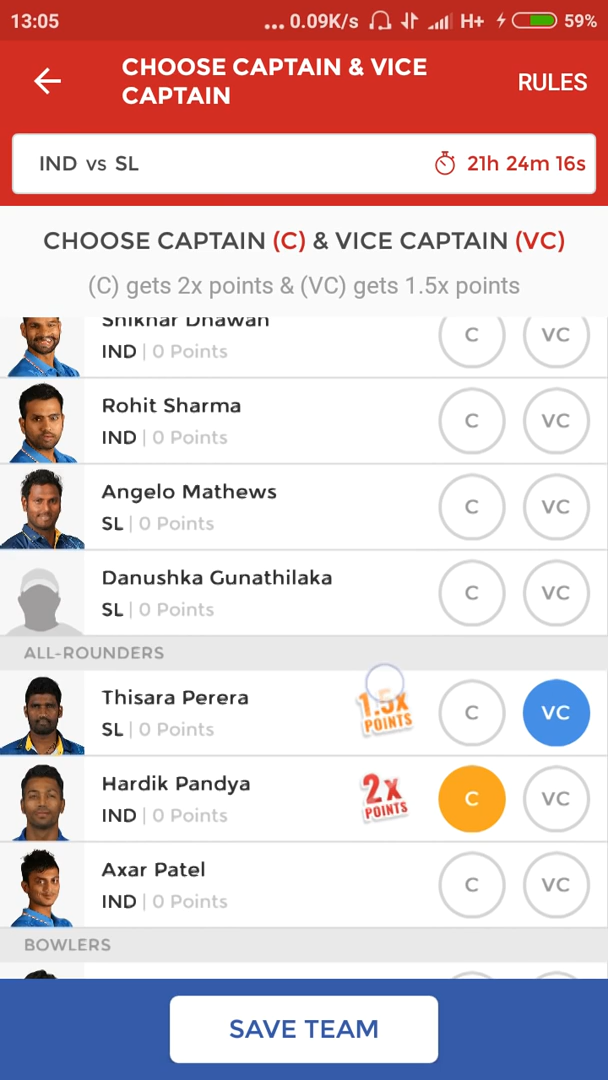 13:05 ... 0.09K/s H+ 59%
CHOOSE CAPTAIN & VICE
CAPTAIN
RULES
IND vs SL 21h 24m 16s
CHOOSE CAPTAIN (C) & VICE CAPTAIN (VC)
(C) gets 2x points & (VC) gets 1.5x points
Shikhar Dhawan
IND | 0 Points
C VC
Rohit Sharma
IND | 0 Points
C VC
Angelo Mathews
SL | 0 Points
C VC
Danushka Gunathilaka
SL | 0 Points
C VC
ALL-ROUNDERS
Thisara Perera
SL | 0 Points
1.5X
POINTS
C VC
Hardik Pandya
IND | 0 Points
2X
POINTS
C VC
Axar Patel
IND | 0 Points
C VC
BOWLERS
SAVE TEAM